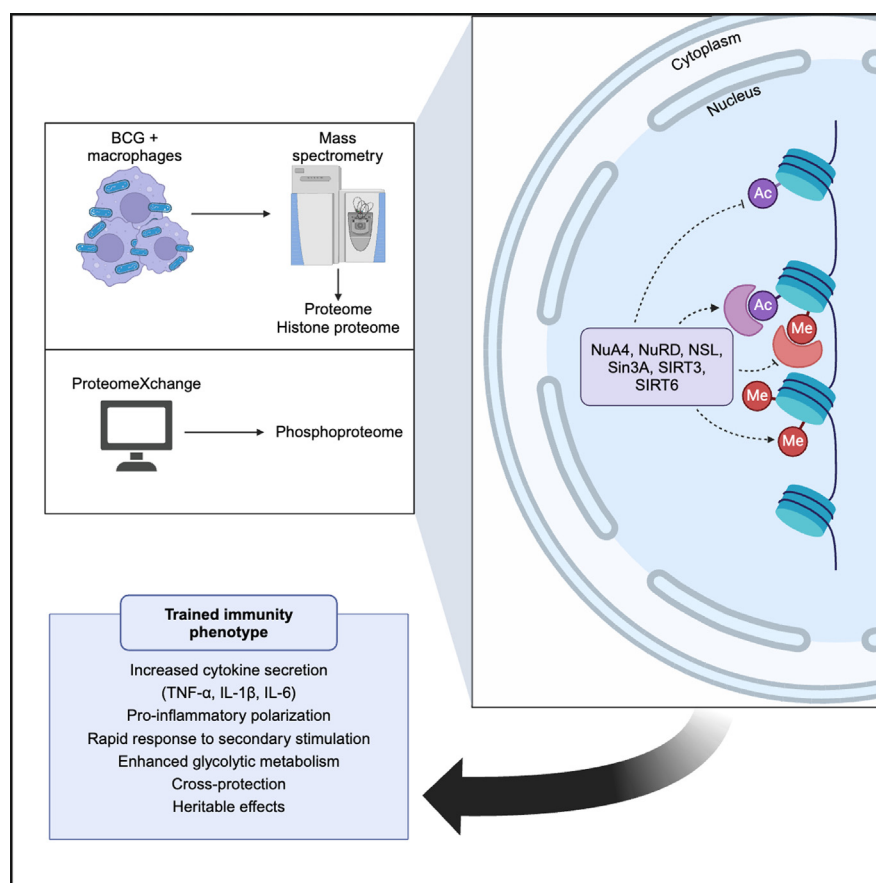 BCG +
macrophages
Mass
spectrometry
Proteome
Histone proteome
ProteomeXchange
Phosphoproteome
Cytoplasm
Nucleus
Ac
Ac
Me
NuA4, NuRD, NSL,
Sin3A, SIRT3,
SIRT6
Me
Me
Trained immunity
phenotype
Increased cytokine secretion
(TNF-α, IL-1β, IL-6)
Pro-inflammatory polarization
Rapid response to secondary stimulation
Enhanced glycolytic metabolism
Cross-protection
Heritable effects